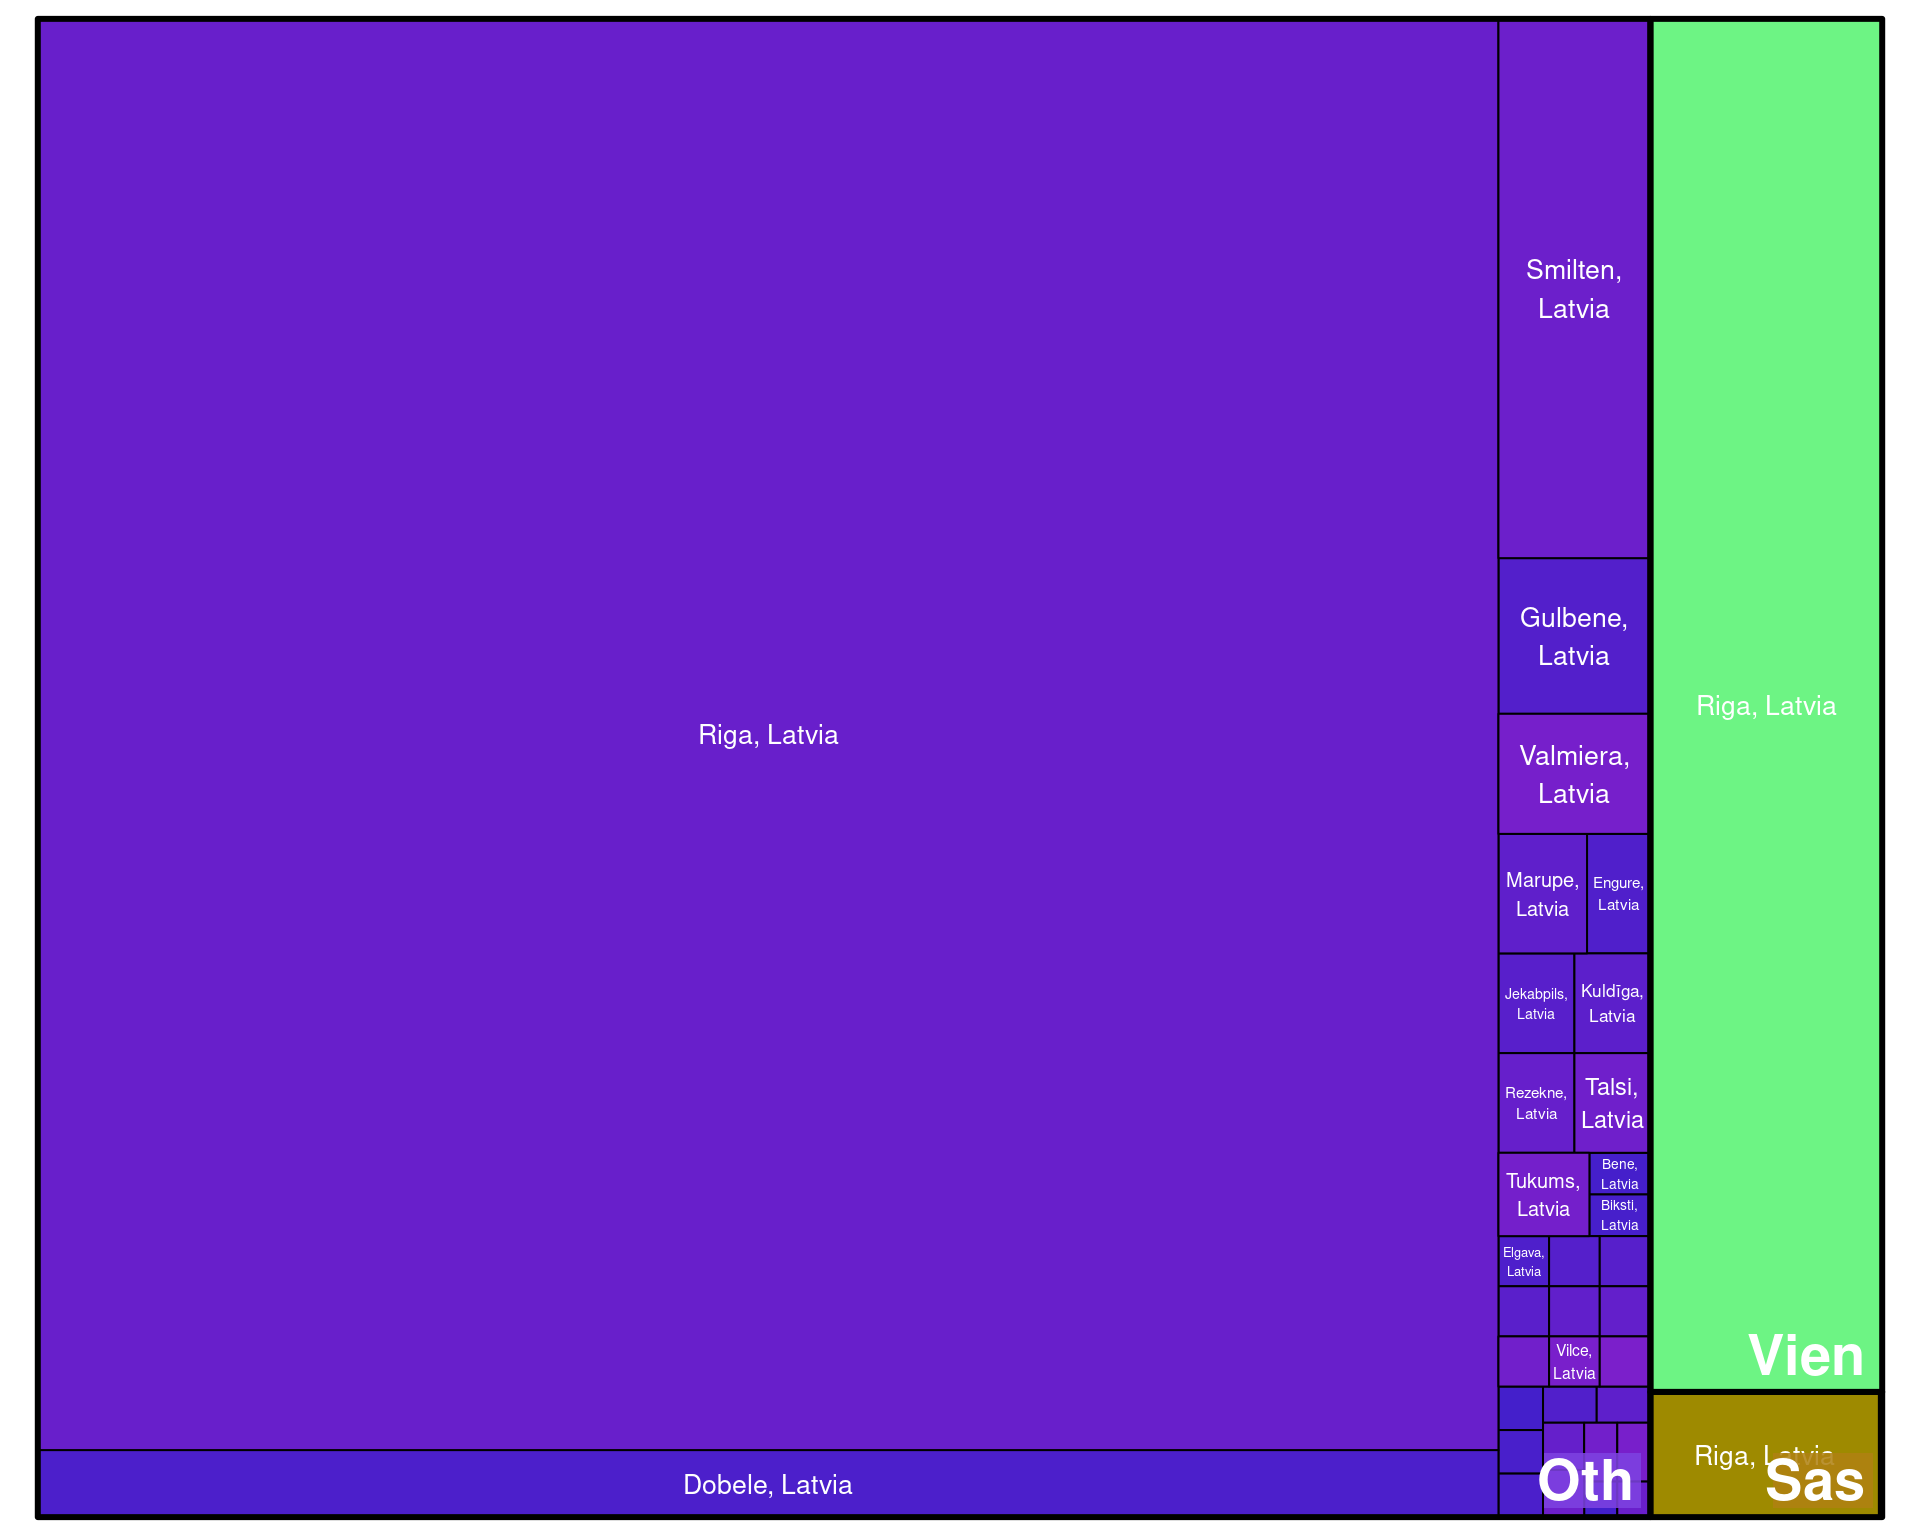 Riga, Latvia
Dobele, Latvia
Smilten,
Latvia
Gulbene,
Latvia
Valmiera,
Latvia
Marupe,
Latvia
Engure,
Latvia
Jekabpils,
Latvia
Kuldīga,
Latvia
Rezekne,
Latvia
Talsi,
Latvia
Tukums,
Latvia
Bene,
Latvia
Biksti,
Latvia
Elgava,
Latvia
Vilce,
Latvia
Oth
Riga, Latvia
Vien
Riga, Latvia
Sas